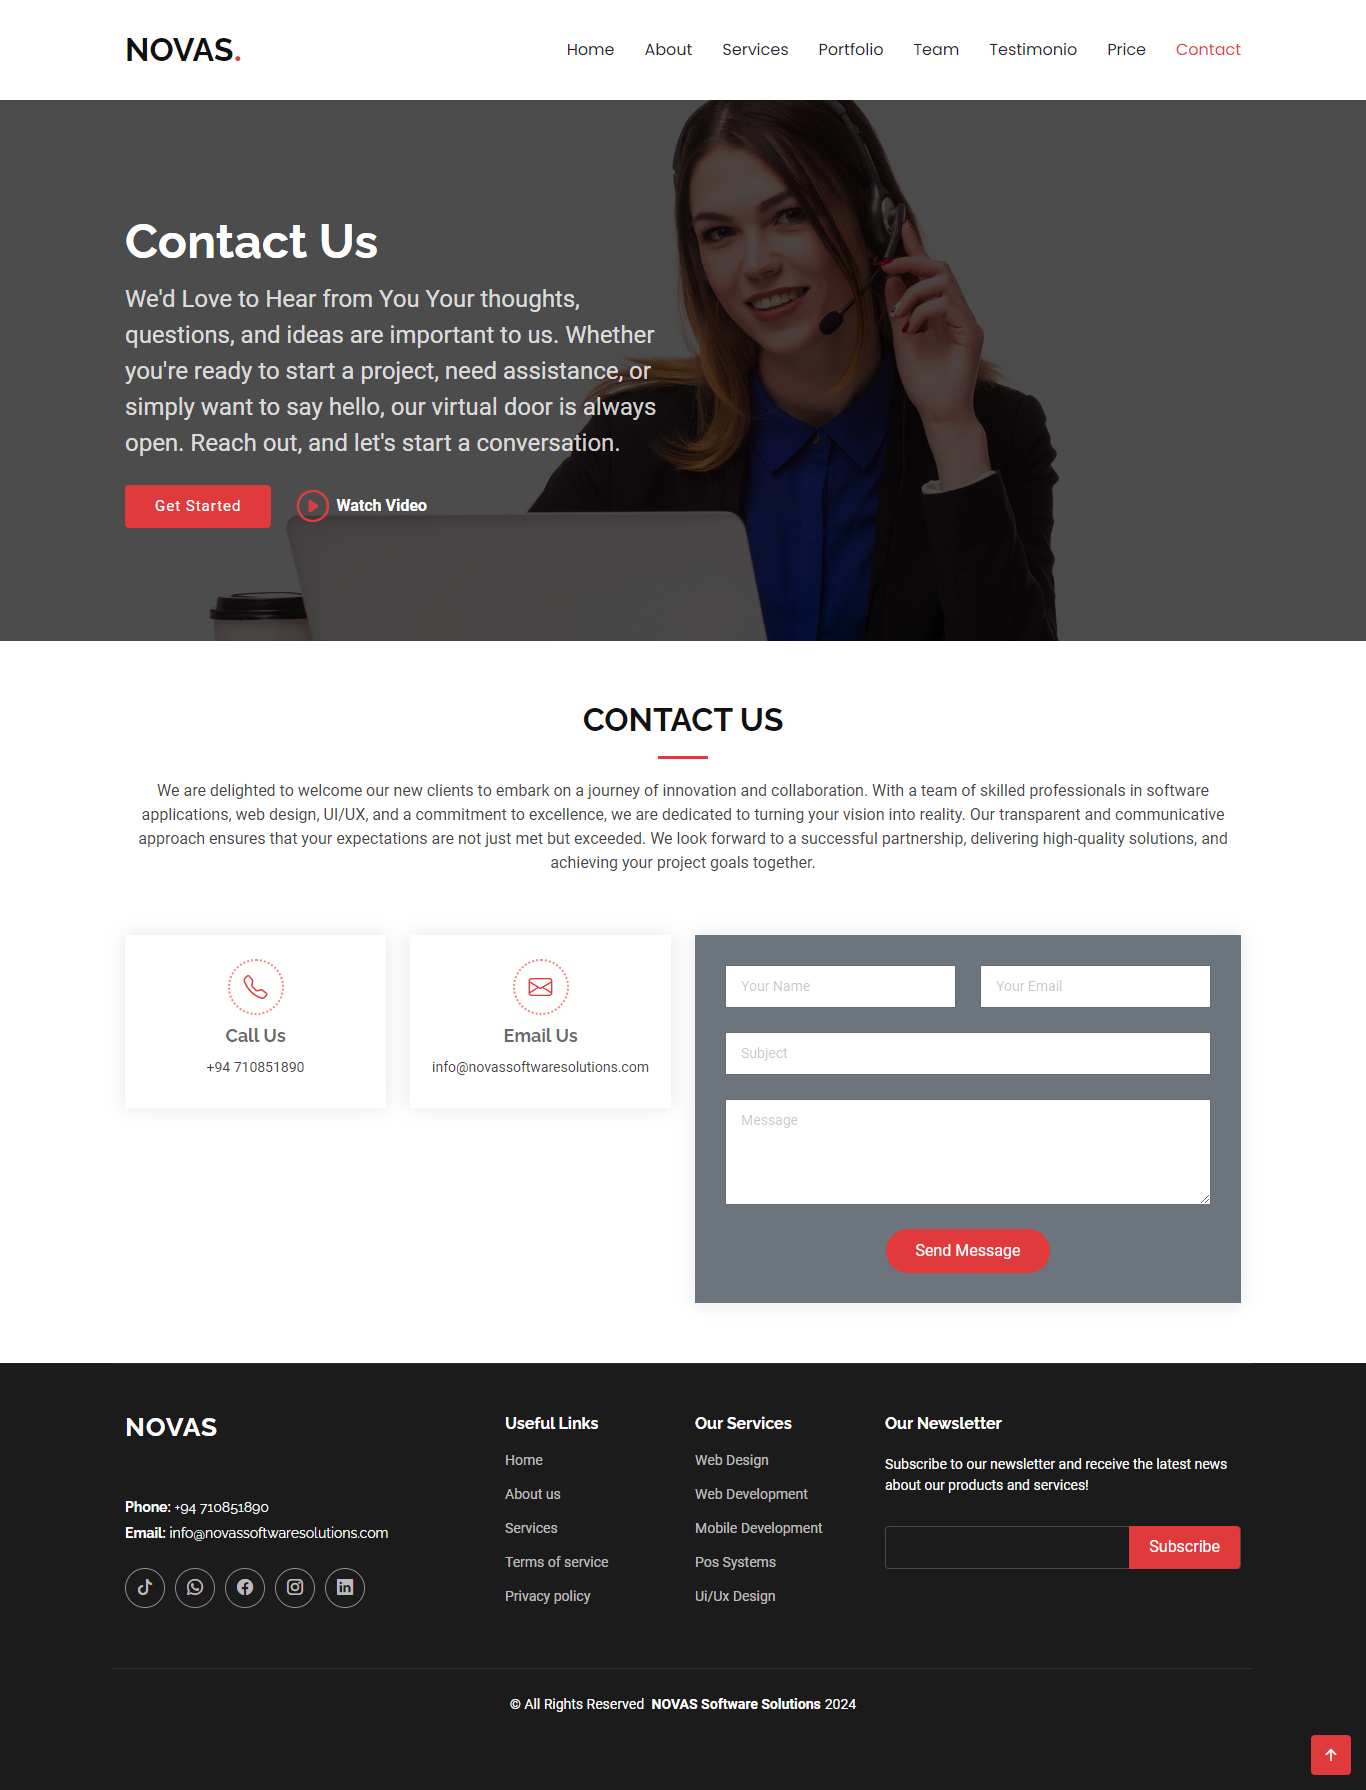 NOVAS.
Home About Services Portfolio Team Testimonio Price Contact
Contact Us
We'd Love to Hear from You Your thoughts,
questions, and ideas are important to us. Whether
you're ready to start a project, need assistance, or
simply want to say hello, our virtual door is always
open. Reach out, and let's start a conversation.
Get Started
Watch Video
CONTACT US
We are delighted to welcome our new clients to embark on a journey of innovation and collaboration. With a team of skilled professionals in software
applications, web design, UI/UX, and a commitment to excellence, we are dedicated to turning your vision into reality. Our transparent and communicative
approach ensures that your expectations are not just met but exceeded. We look forward to a successful partnership, delivering high-quality solutions, and
achieving your project goals together.
Call Us
+94 710851890
Email Us
info@novassoftwaresolutions.com
Your Name
Your Email
Subject
Message
Send Message
NOVAS
Phone: +94 710851890
Email: info@novassoftwaresolutions.com
Useful Links
Home
About us
Services
Terms of service
Privacy policy
Our Services
Web Design
Web Development
Mobile Development
Pos Systems
Ui/Ux Design
Our Newsletter
Subscribe to our newsletter and receive the latest news
about our products and services!
Subscribe
© All Rights Reserved NOVAS Software Solutions 2024